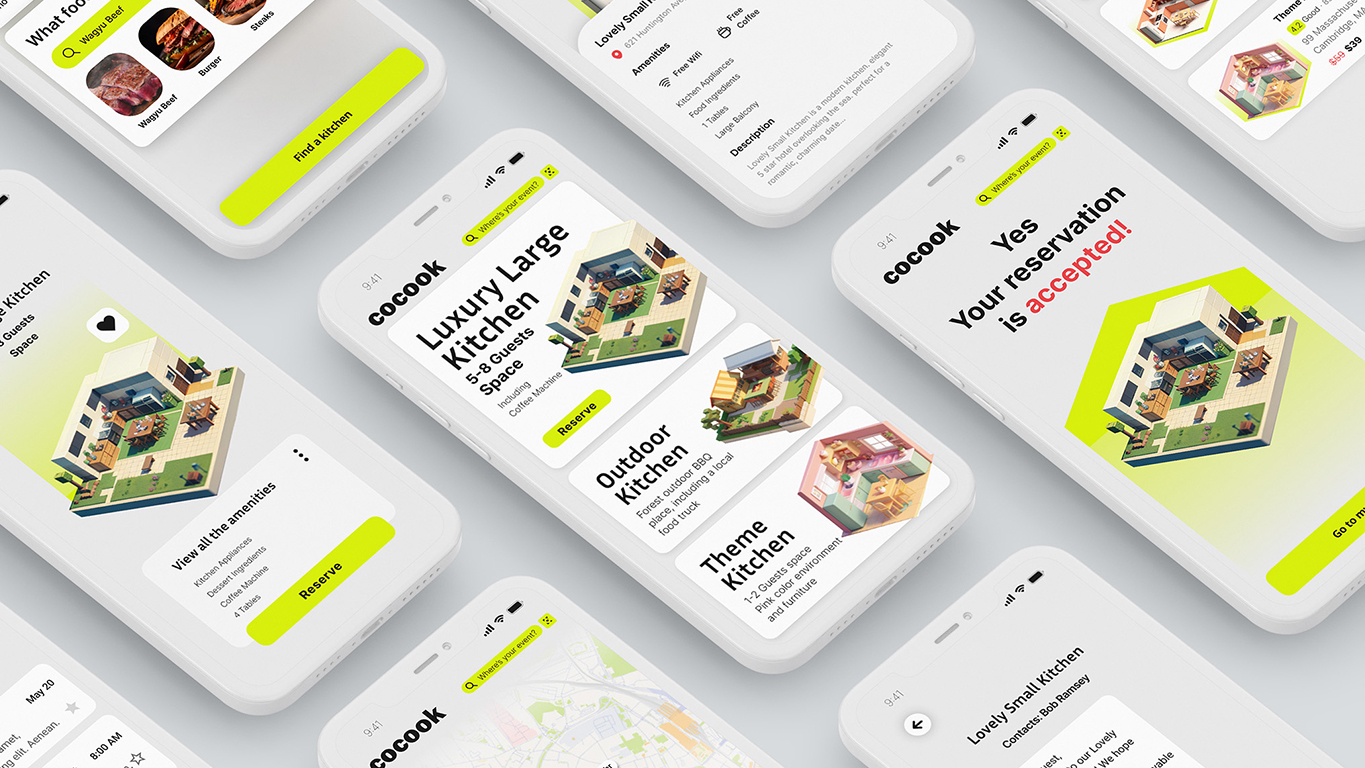 What foo
Wagyu Beef
Wagyu Beef
Burger
Steaks
Find a kitchen
Lovely Small
621 Huntington Ave
Amenities
Free Wifi
Free
Coffee
Kitchen Appliances
Food Ingredients
1 Tables
Large Balcony
Description
Lovely Small Kitchen is a modern kitchen, elegant
5 star hotel overlooking the sea, perfect for a
romantic, charming date...
Theme
4.2 Good
99 Massachuse
Cambridge, MA
$59 $39
Kitchen
Guests
Space
View all the amenities
Kitchen Appliances
Dessert Ingredients
Coffee Machine
4 Tables
Reserve
9:41
Where's your event?
cocook
Luxury Large
Kitchen
5-8 Guests
Space
Including
Coffee Machine
Reserve
Outdoor
Kitchen
Forest outdoor BBQ
place, including a local
food truck
Theme
Kitchen
1-2 Guests space
Pink color environment
and furniture
9:41
Where's your event?
cocook
Yes
Your reservation
is accepted!
Go to m
May 20
amet,
ng elit. Aenean.
8:00 AM
9:41
Where's your event?
cocook
9:41
Lovely Small Kitchen
Contacts: Bob Ramsey
uest,
to our Lovely
! We hope
yable